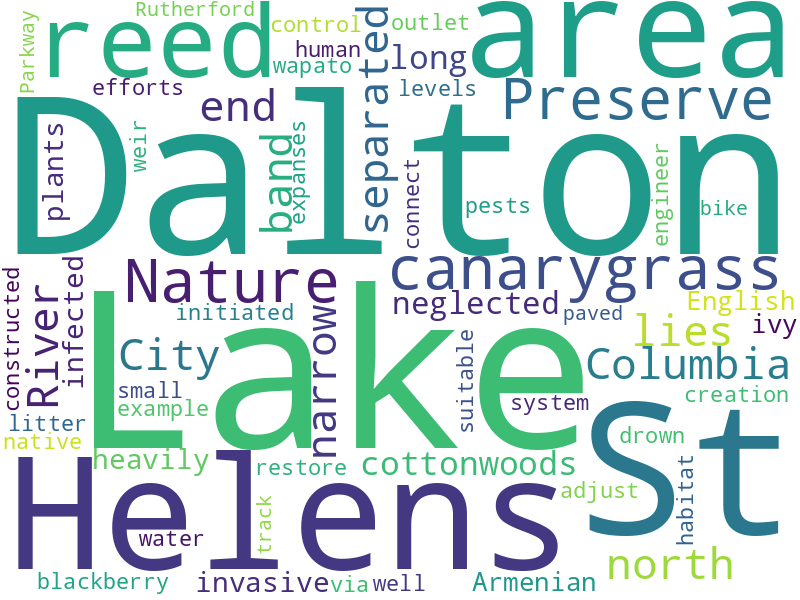 Parkway
Rutherford
reed
control
outlet
area
human
wapato
long
efforts
end
separated
levels
Preserve
Dalton
plants
weir
band
expanses
connect
pests
engineer
bike
Nature
canarygrass
constructed
River
infected
initiated
narrow
neglected
paved
English
ivy
lies
City
Columbia
Lake
small
example
suitable
system
creation
litter
native
heavily
restore
cottonwoods
drown
St
Helens
water
track
adjust
habitat
north
blackberry
invasive
via
well
Armenian